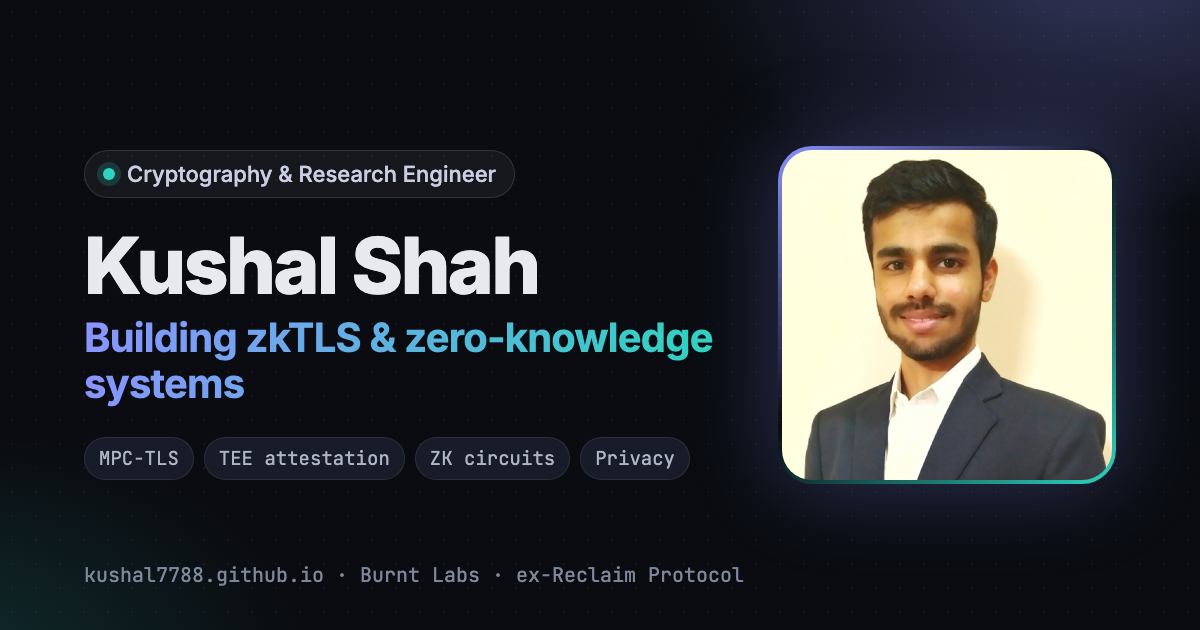 Cryptography & Research Engineer
Kushal Shah
Building zkTLS & zero-knowledge
systems
MPC-TLS TEE attestation ZK circuits Privacy
kushal7788.github.io · Burnt Labs · ex-Reclaim Protocol